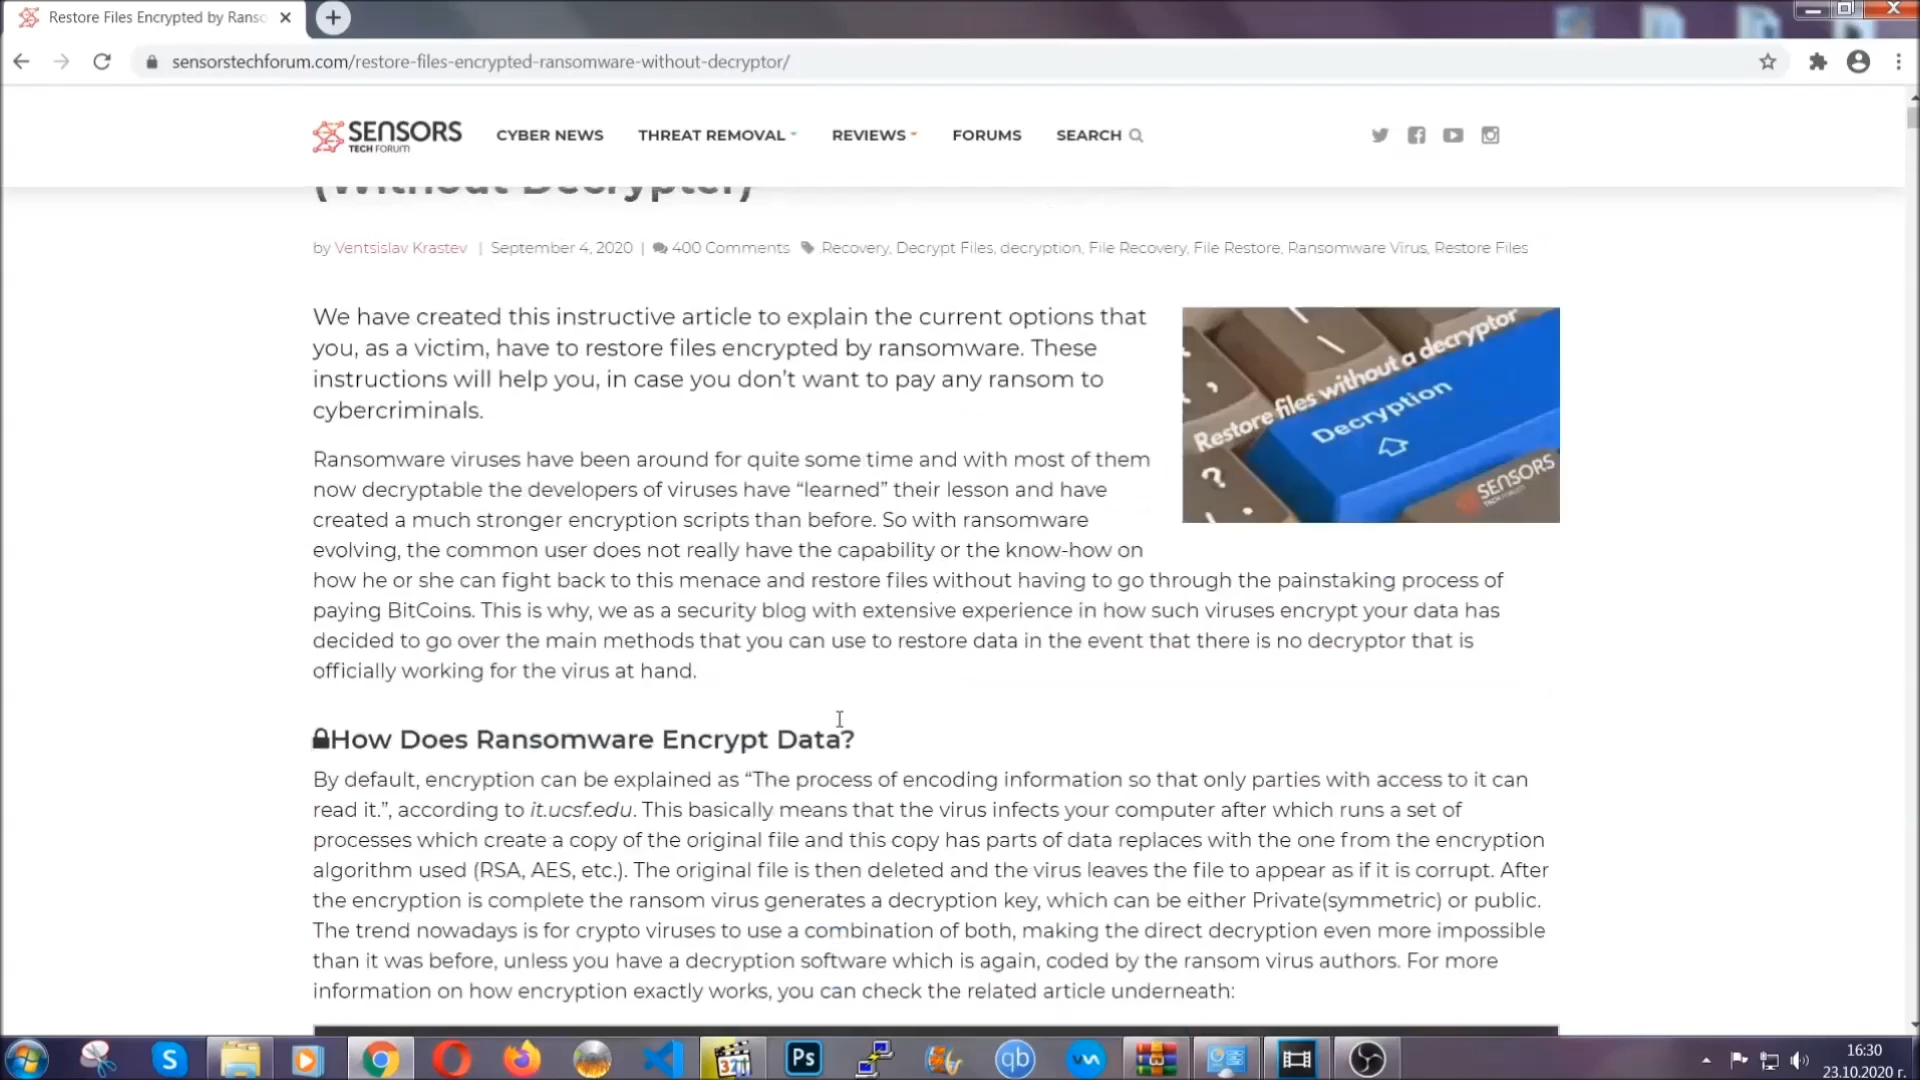 Restore Files Encrypted by Ranso
sensorstechforum.com/restore-files-encrypted-ransomware-without-decryptor/
SENSORS
TECH FORUM
CYBER NEWS
THREAT REMOVAL
REVIEWS
FORUMS
SEARCH
(Without Decrypter)
by Ventsislav Krastev | September 4, 2020 | 400 Comments Recovery, Decrypt Files, decryption, File Recovery, File Restore, Ransomware Virus, Restore Files
We have created this instructive article to explain the current options that
you, as a victim, have to restore files encrypted by ransomware. These
instructions will help you, in case you don’t want to pay any ransom to
cybercriminals.
Restore files without a decryptor
Decryption
SENSORS
Ransomware viruses have been around for quite some time and with most of them
now decryptable the developers of viruses have “learned” their lesson and have
created a much stronger encryption scripts than before. So with ransomware
evolving, the common user does not really have the capability or the know-how on
how he or she can fight back to this menace and restore files without having to go through the painstaking process of
paying BitCoins. This is why, we as a security blog with extensive experience in how such viruses encrypt your data has
decided to go over the main methods that you can use to restore data in the event that there is no decryptor that is
officially working for the virus at hand.
How Does Ransomware Encrypt Data?
By default, encryption can be explained as “The process of encoding information so that only parties with access to it can
read it.”, according to it.ucsf.edu. This basically means that the virus infects your computer after which runs a set of
processes which create a copy of the original file and this copy has parts of data replaces with the one from the encryption
algorithm used (RSA, AES, etc.). The original file is then deleted and the virus leaves the file to appear as if it is corrupt. After
the encryption is complete the ransom virus generates a decryption key, which can be either Private(symmetric) or public.
The trend nowadays is for crypto viruses to use a combination of both, making the direct decryption even more impossible
than it was before, unless you have a decryption software which is again, coded by the ransom virus authors. For more
information on how encryption exactly works, you can check the related article underneath:
Ps
qb
16:30
23.10.2020 г.